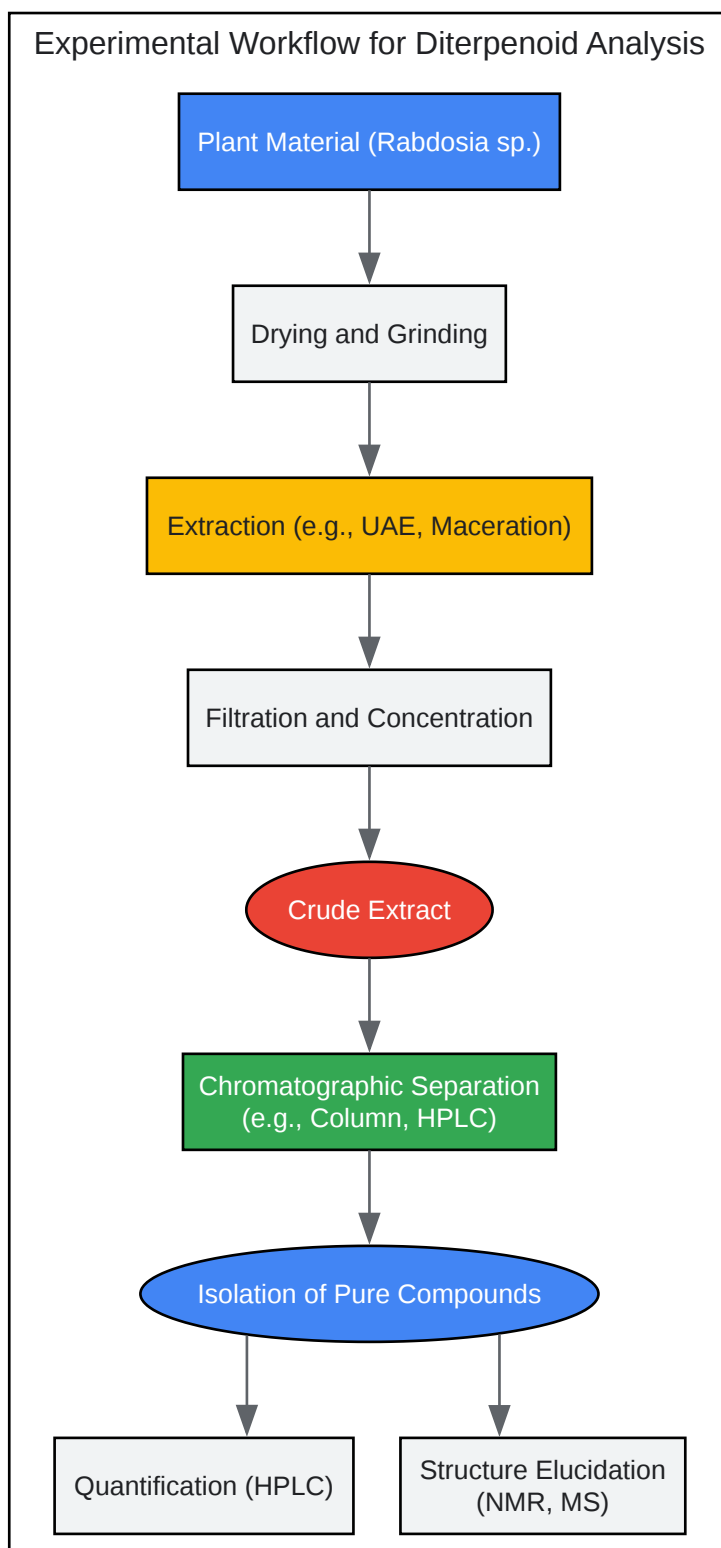 Experimental Workflow for Diterpenoid Analysis
Plant Material (Rabdosia sp.)
Drying and Grinding
Extraction (e.g., UAE, Maceration)
Filtration and Concentration
Crude Extract
Chromatographic Separation
(e.g., Column, HPLC)
Isolation of Pure Compounds
Quantification (HPLC)
Structure Elucidation
(NMR, MS)